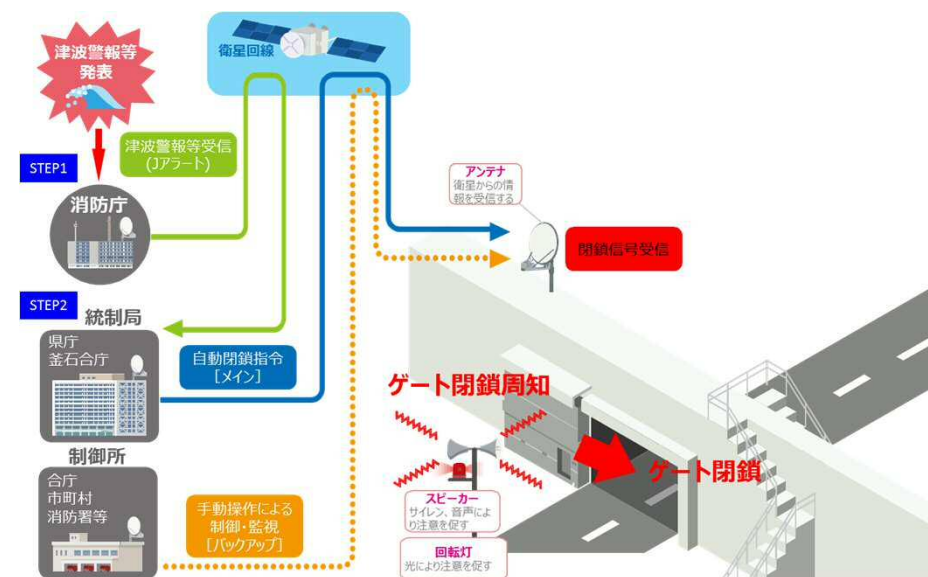 津波警報等
発表
衛星回線
津波警報等受信
(Jアラート)
STEP1
消防庁
アンテナ
衛星からの情
報を受信する
閉鎖信号受信
STEP2
統制局
県庁
釜石合庁
自動閉鎖指令
[メイン]
ゲート閉鎖周知
ゲート閉鎖
制御所
合庁
市町村
消防署等
手動操作による
制御・監視
[バックアップ]
スピーカー
サイレン、音声によ
り注意を促す
回転灯
光により注意を促す